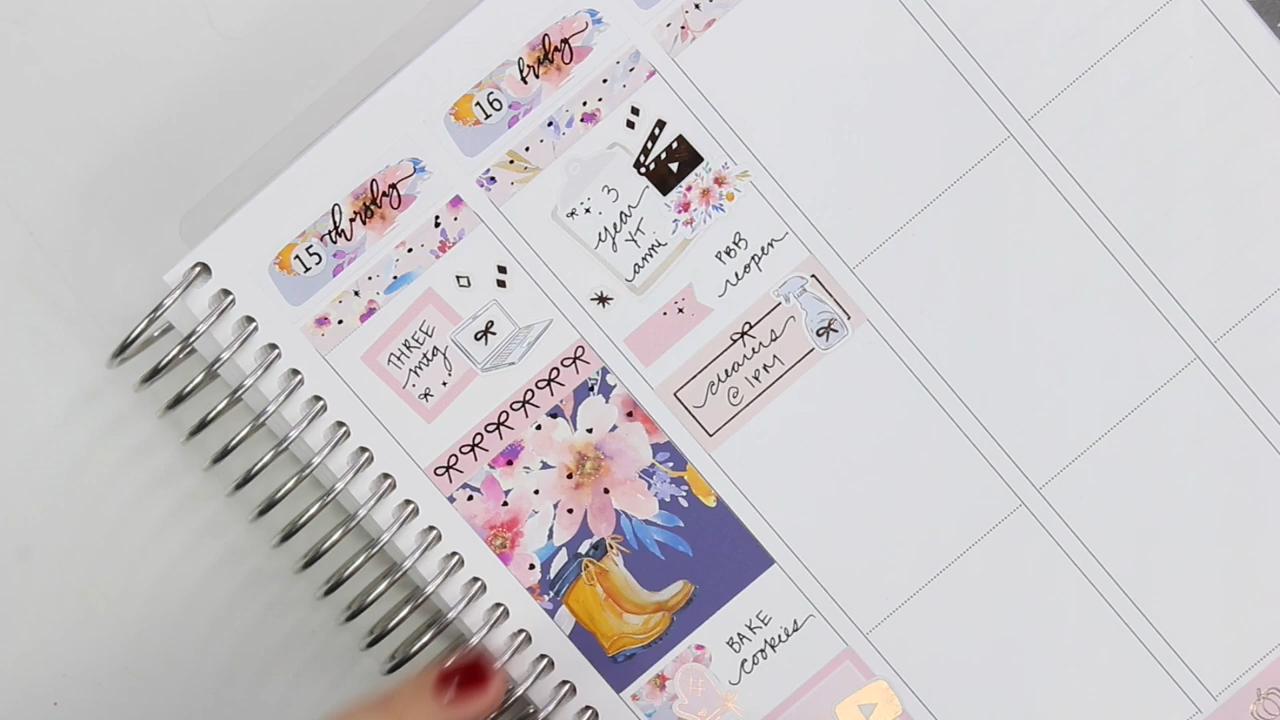 15 thursday
THREE
mtg
BAKE
cookies
16 friday
3
year
YT
anni
PBB
reopen
cleaners
@ 1PM